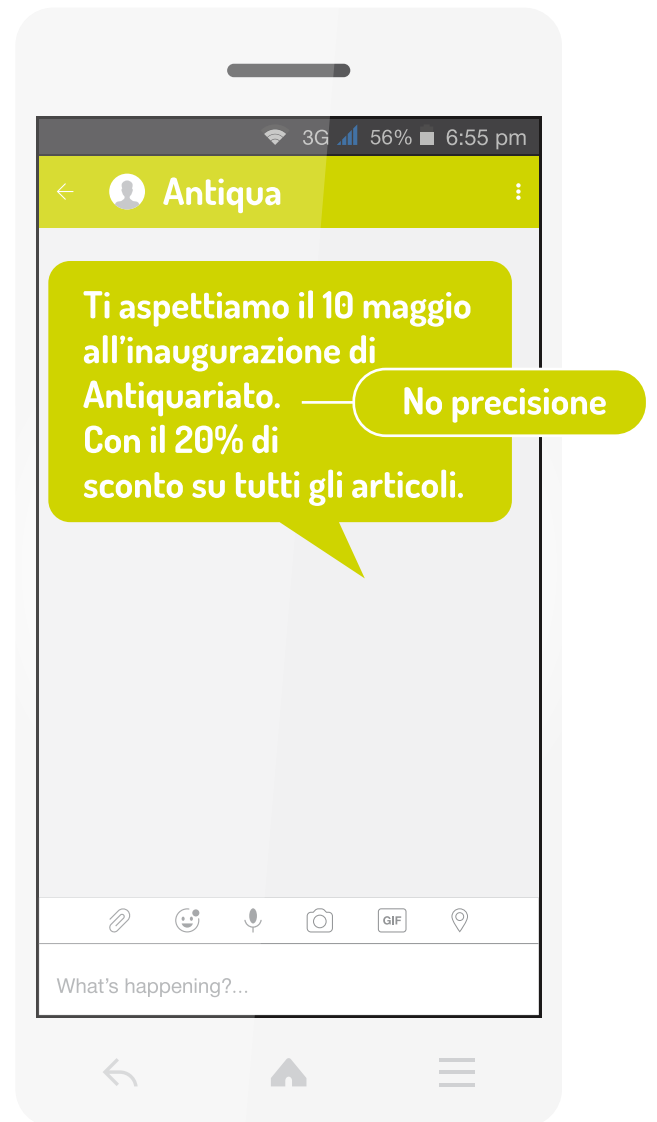 3G 56% 6:55 pm
Antiqua
Ti aspettiamo il 10 maggio
all'inaugurazione di
Antiquariato.
No precisione
Con il 20% di
sconto su tutti gli articoli.
GIF
What's happening?...